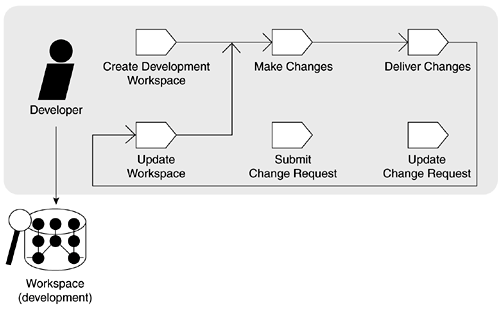 Create Development
Workspace
Make Changes
Deliver Changes
Developer
Update
Workspace
Submit
Change Request
Update
Change Request
Workspace
(development)